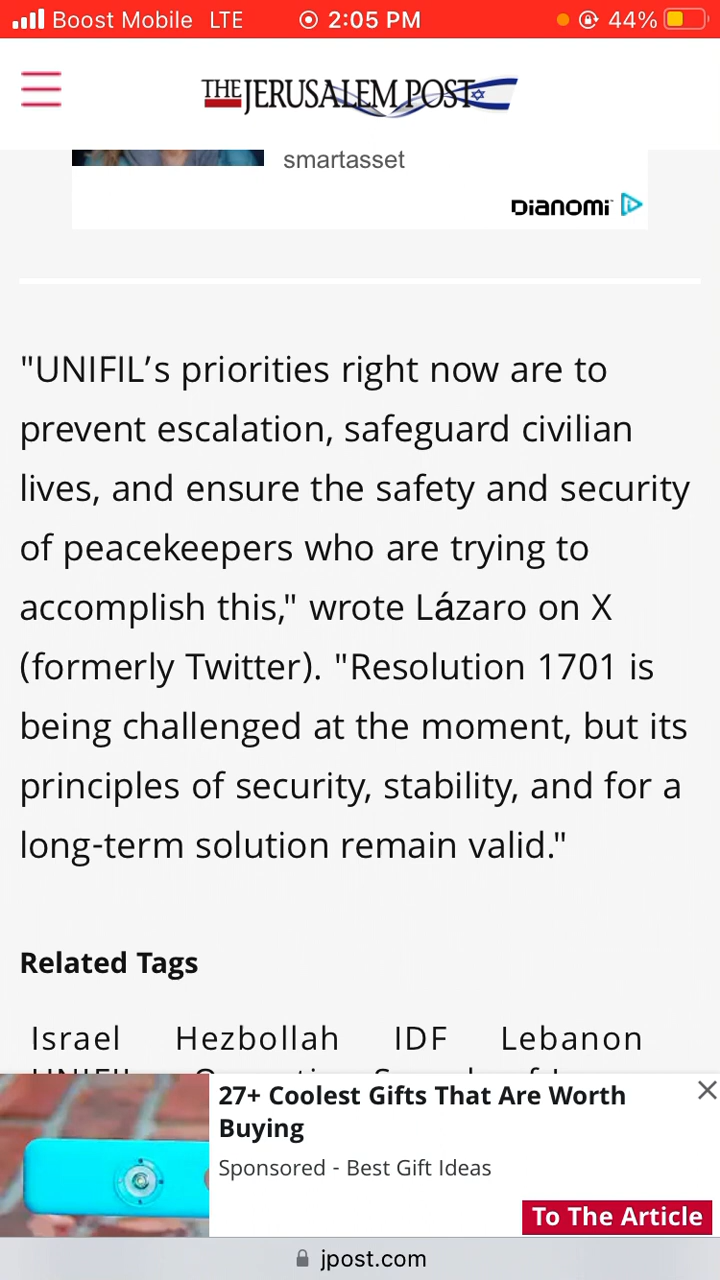 Boost Mobile LTE 2:05 PM 44%
THE JERUSALEM POST
smartasset
DIANOMI
"UNIFIL’s priorities right now are to
prevent escalation, safeguard civilian
lives, and ensure the safety and security
of peacekeepers who are trying to
accomplish this," wrote Lázaro on X
(formerly Twitter). "Resolution 1701 is
being challenged at the moment, but its
principles of security, stability, and for a
long-term solution remain valid."
Related Tags
Israel Hezbollah IDF Lebanon
27+ Coolest Gifts That Are Worth
Buying
Sponsored - Best Gift Ideas
To The Article
jpost.com